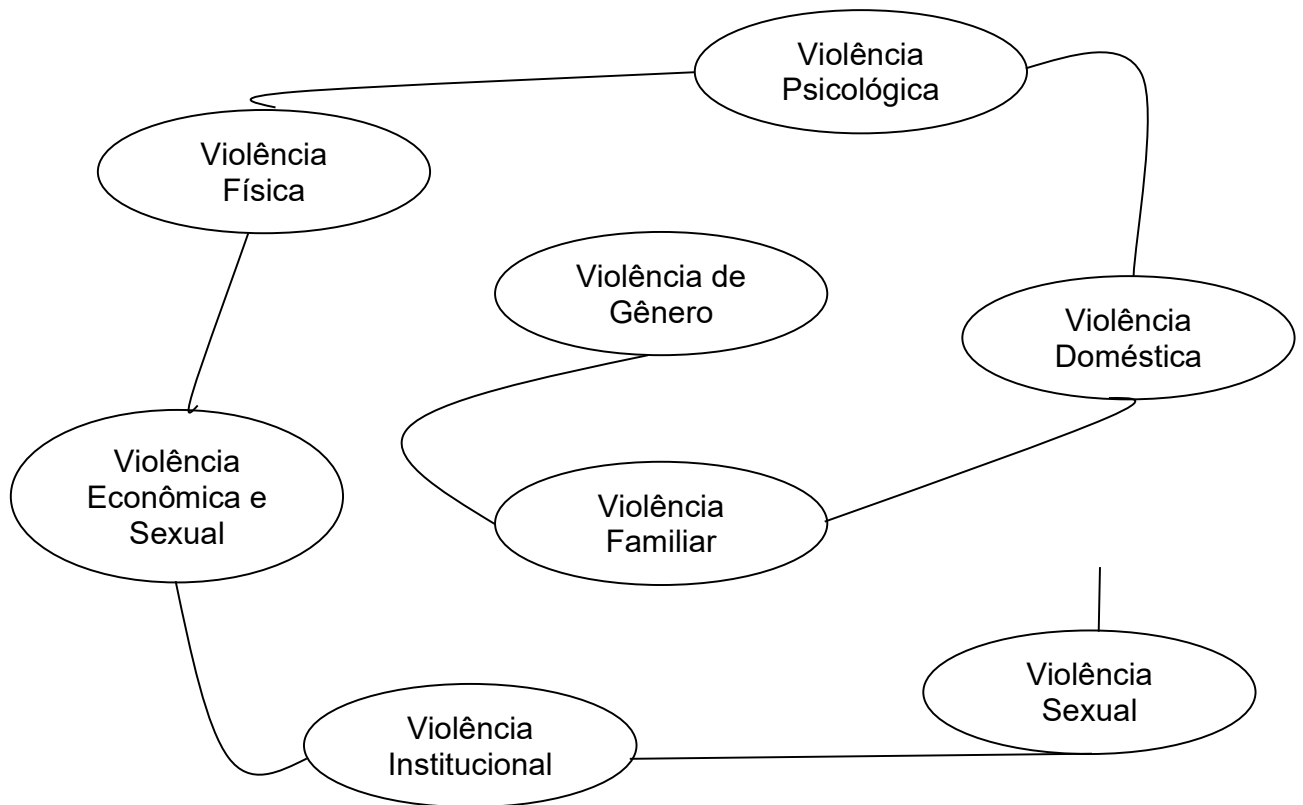 Violência
Psicológica
Violência
Física
Violência de
Gênero
Violência
Doméstica
Violência
Econômica e
Sexual
Violência
Familiar
Violência
Sexual
Violência
Institucional